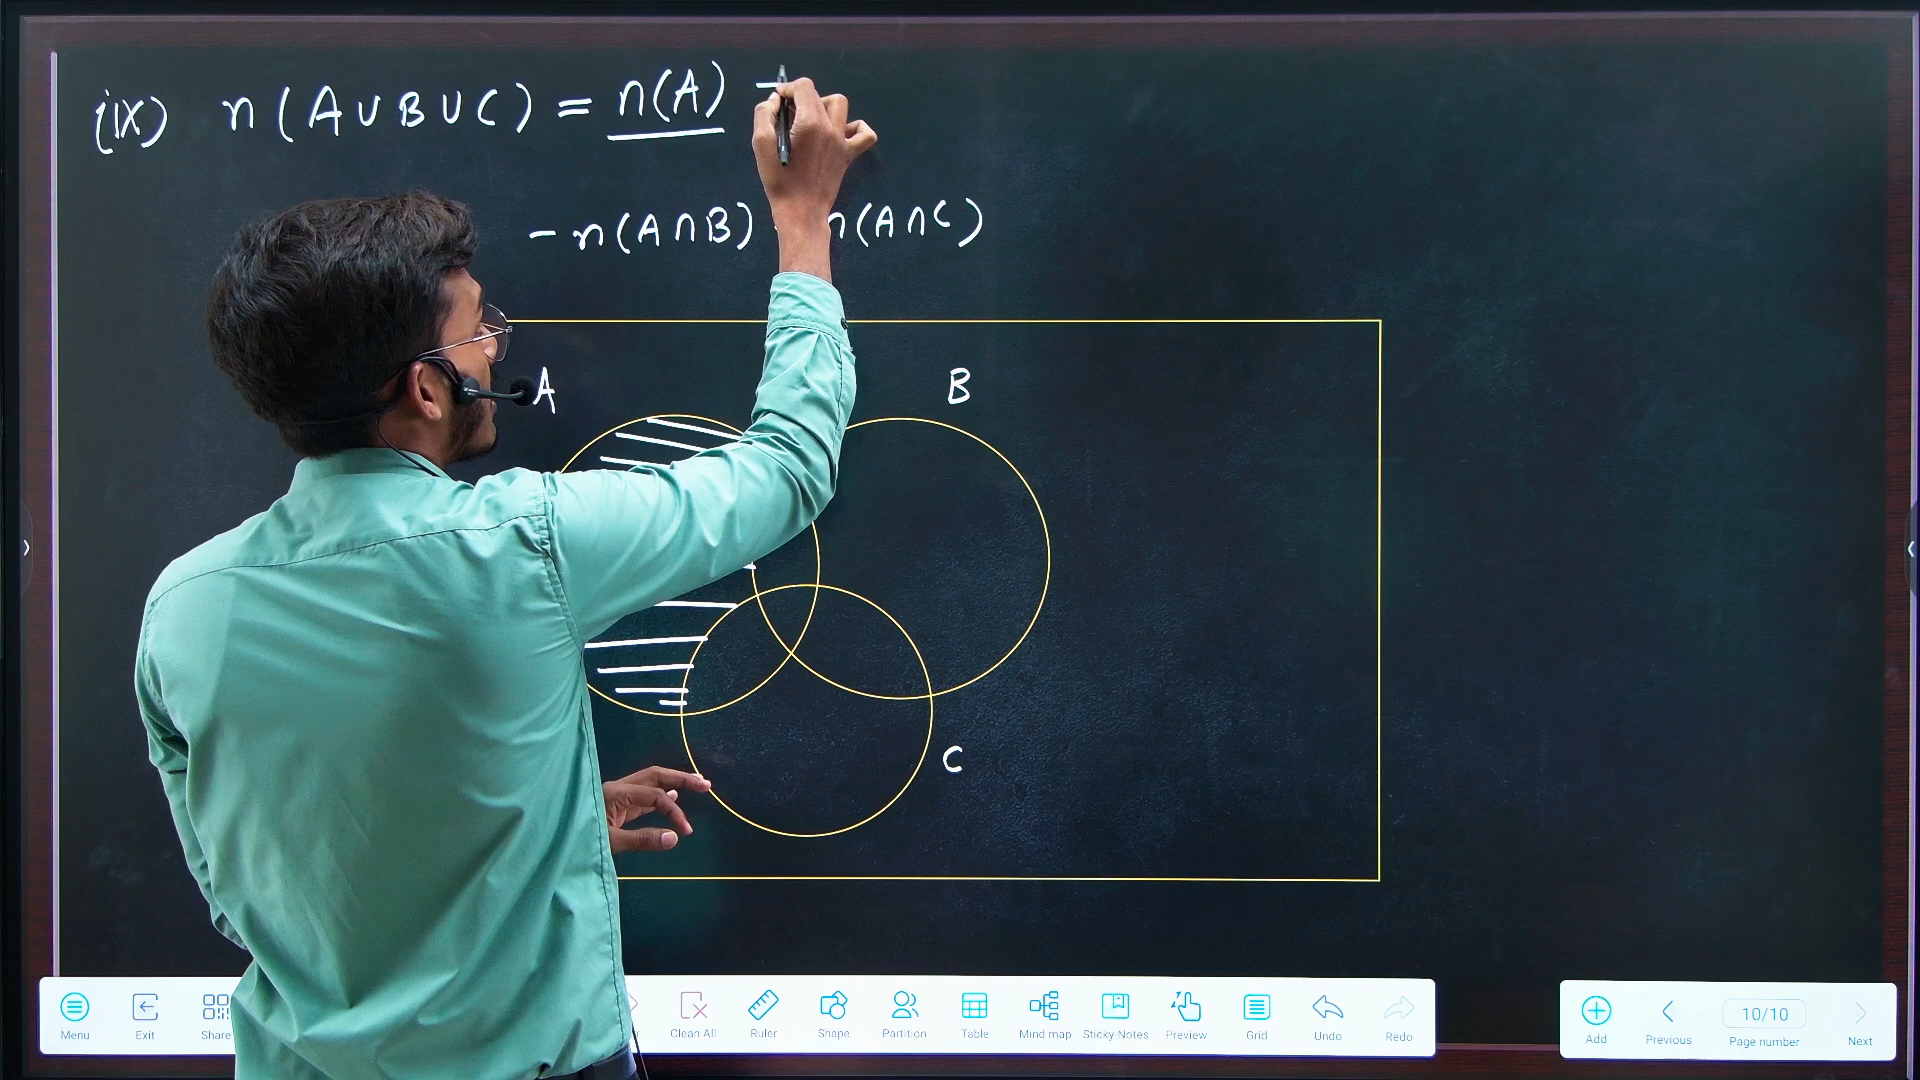 (ix) n(A∪B∪C) = n(A)
-n(A∩B) n(A∩C)
A
B
C
Menu
Exit
Share
Clean All
Ruler
Shape
Partition
Table
Mind map
Sticky-Notes
Preview
Grid
Undo
Redo
Add
Previous
10/10
Page number
Next